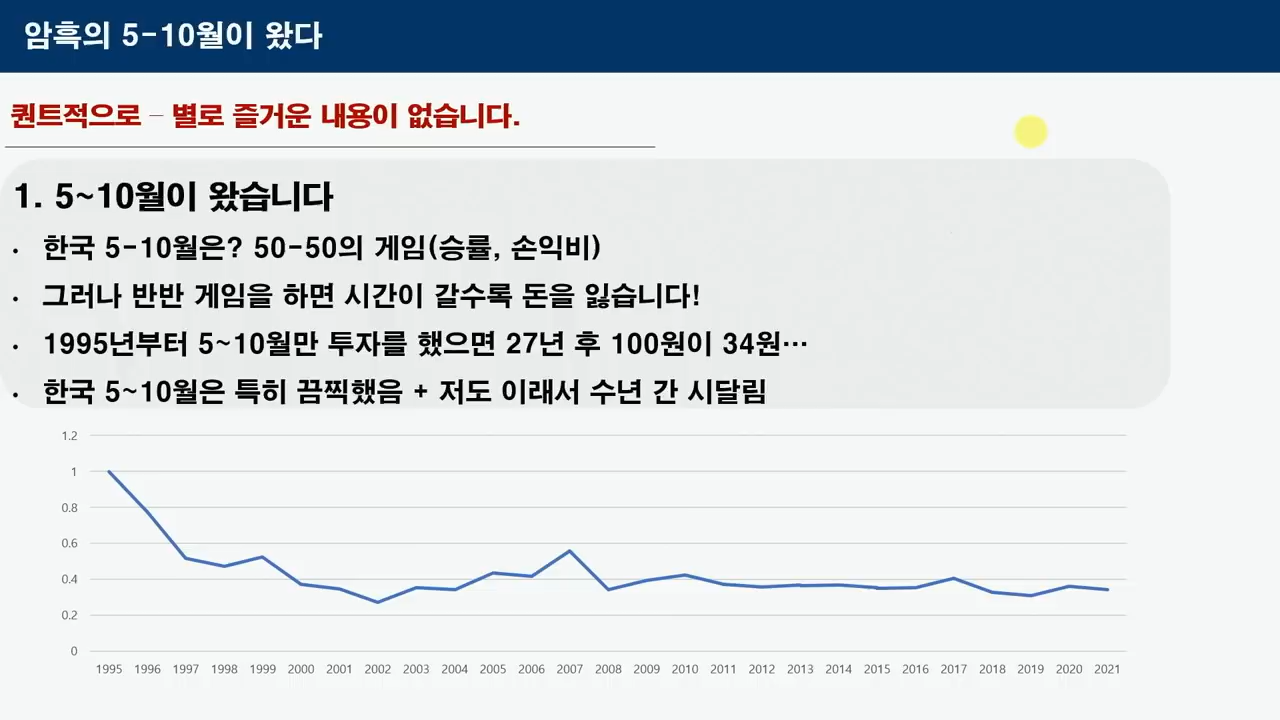 암흑의 5-10월이 왔다
퀀트적으로 – 별로 즐거운 내용이 없습니다.
1. 5~10월이 왔습니다
· 한국 5-10월은? 50-50의 게임(승률, 손익비)
· 그러나 반반 게임을 하면 시간이 갈수록 돈을 잃습니다!
· 1995년부터 5~10월만 투자를 했으면 27년 후 100원이 34원…
· 한국 5~10월은 특히 끔찍했음 + 저도 이래서 수년 간 시달림
1.2
1
0.8
0.6
0.4
0.2
0
1995 1996 1997 1998 1999 2000 2001 2002 2003 2004 2005 2006 2007 2008 2009 2010 2011 2012 2013 2014 2015 2016 2017 2018 2019 2020 2021